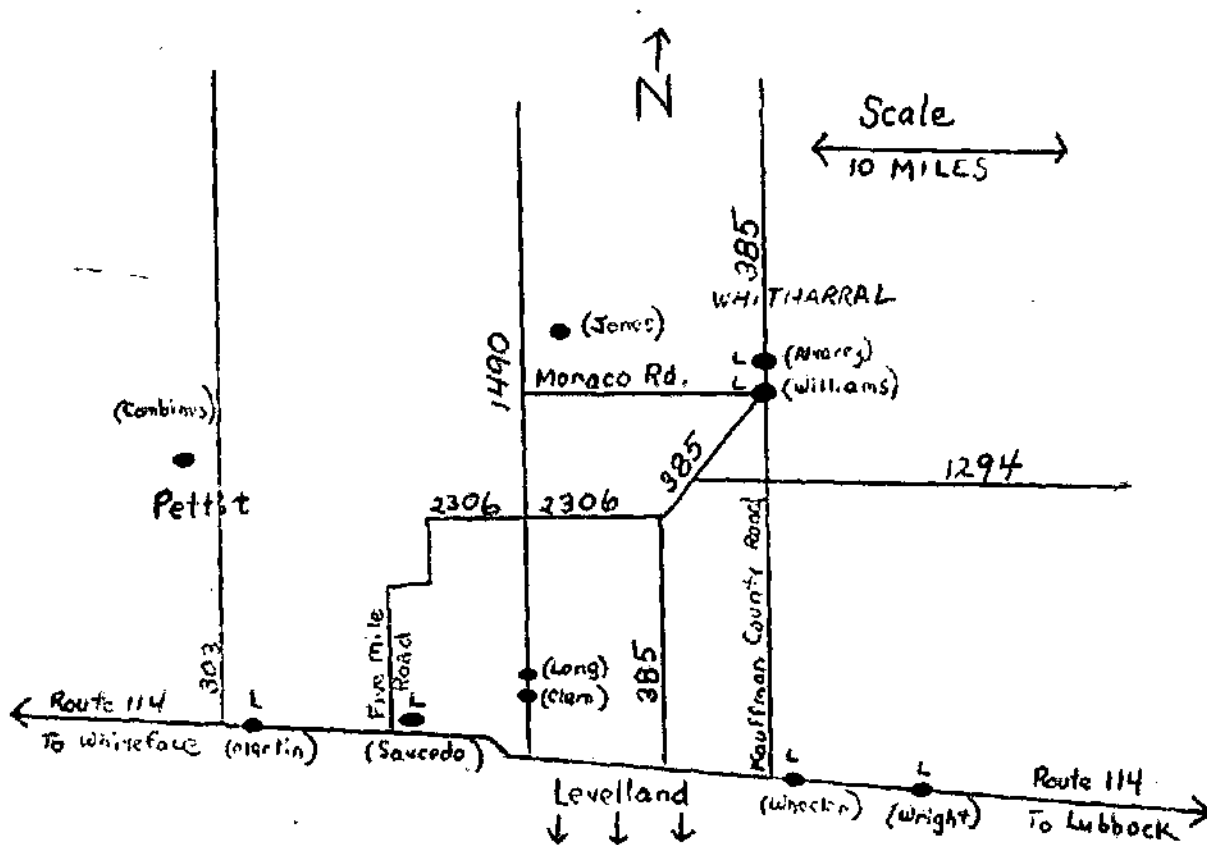 N
Scale
10 MILES
385
WHITHARRAL
(Jones)
L
1490
Monaco Rd.
L (Williams)
385
1294
Pettit
2306 2306
Five Mile Road
Kauffman County Road
(Long)
(Clem)
385
303
Route 114
L
To Whiteface
(Martin)
(Saucedo)
L
L
Levelland
(Wheeler)
(Wright)
Route 114
To Lubbock